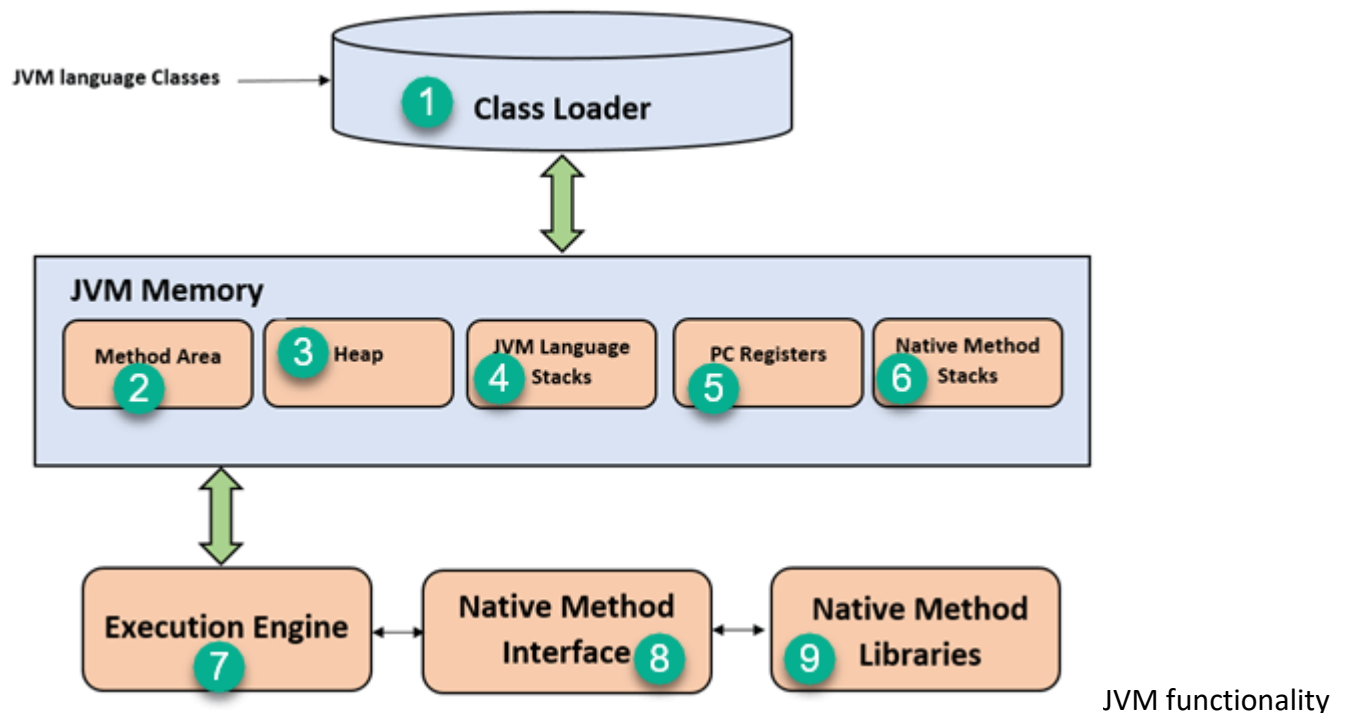 JVM language Classes
1 Class Loader
JVM Memory
Method Area
2
3 Heap
JVM Language
4 Stacks
PC Registers
5
Native Method
6 Stacks
Execution Engine
7
Native Method
Interface 8
Native Method
9 Libraries
JVM functionality